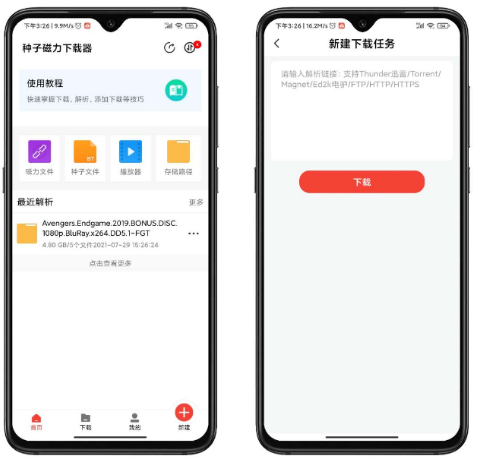 下午3:26 | 9.9M/s
种子磁力下载器
使用教程
快速掌握下载、解析、添加下载等技巧
磁力文件
BT
种子文件
播放器
存储路径
最近解析
更多
Avengers.Endgame.2019.BONUS.DISC.
1080p.BluRay.x264.DD5.1-FGT
4.80 GB/5个文件2021-07-29 15:26:24
点击查看更多
首页
下载
我的
新建
下午3:26 | 16.2M/s
新建下载任务
请输入解析链接: 支持Thunder迅雷/Torrent/
Magnet/Ed2k电驴/FTP/HTTP/HTTPS
下载